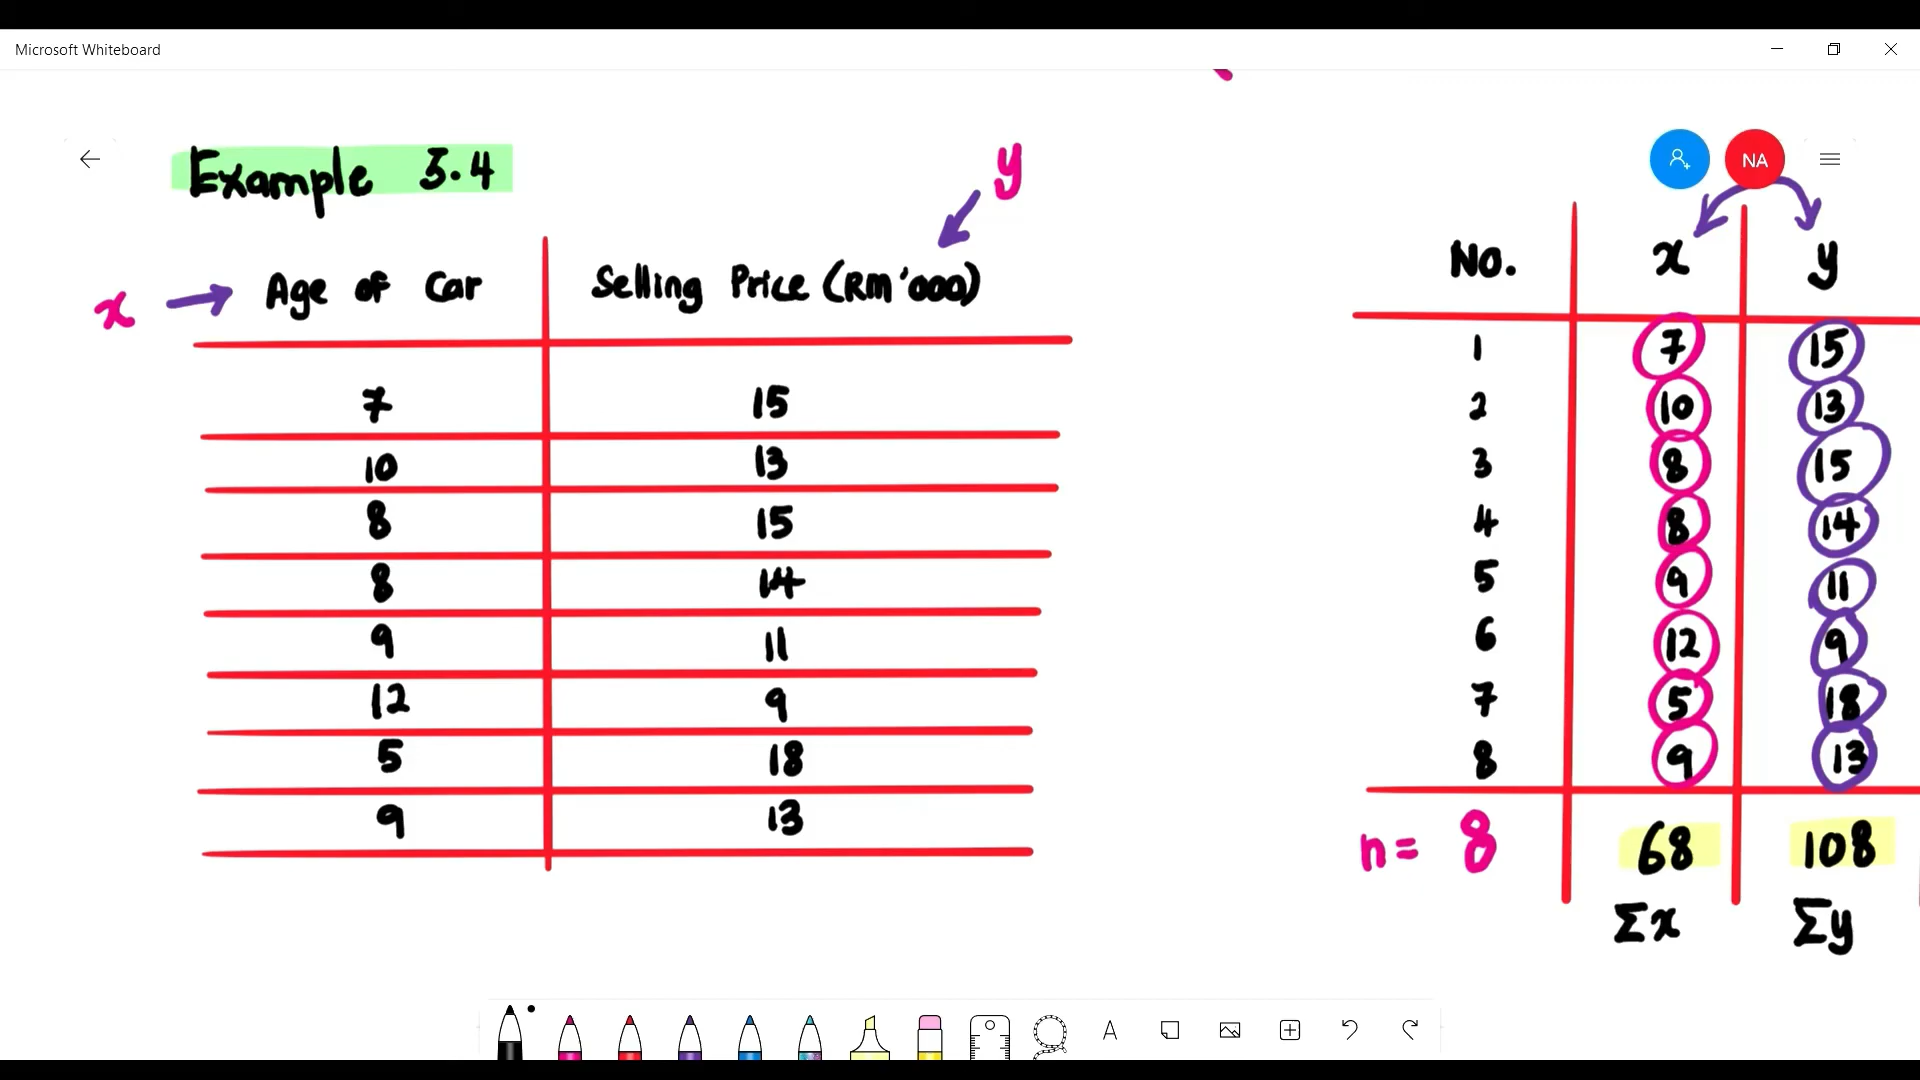 Microsoft Whiteboard
Example 3.4
y
NA
x
Age of Car Selling Price (RM'000)
7 15
10 13
8 15
8 14
9 11
12 9
5 18
9 13
No. x y
1 7 15
2 10 13
3 8 15
4 8 14
5 9 11
6 12 9
7 5 18
8 9 13
n = 8 68 108
Σx Σy
A